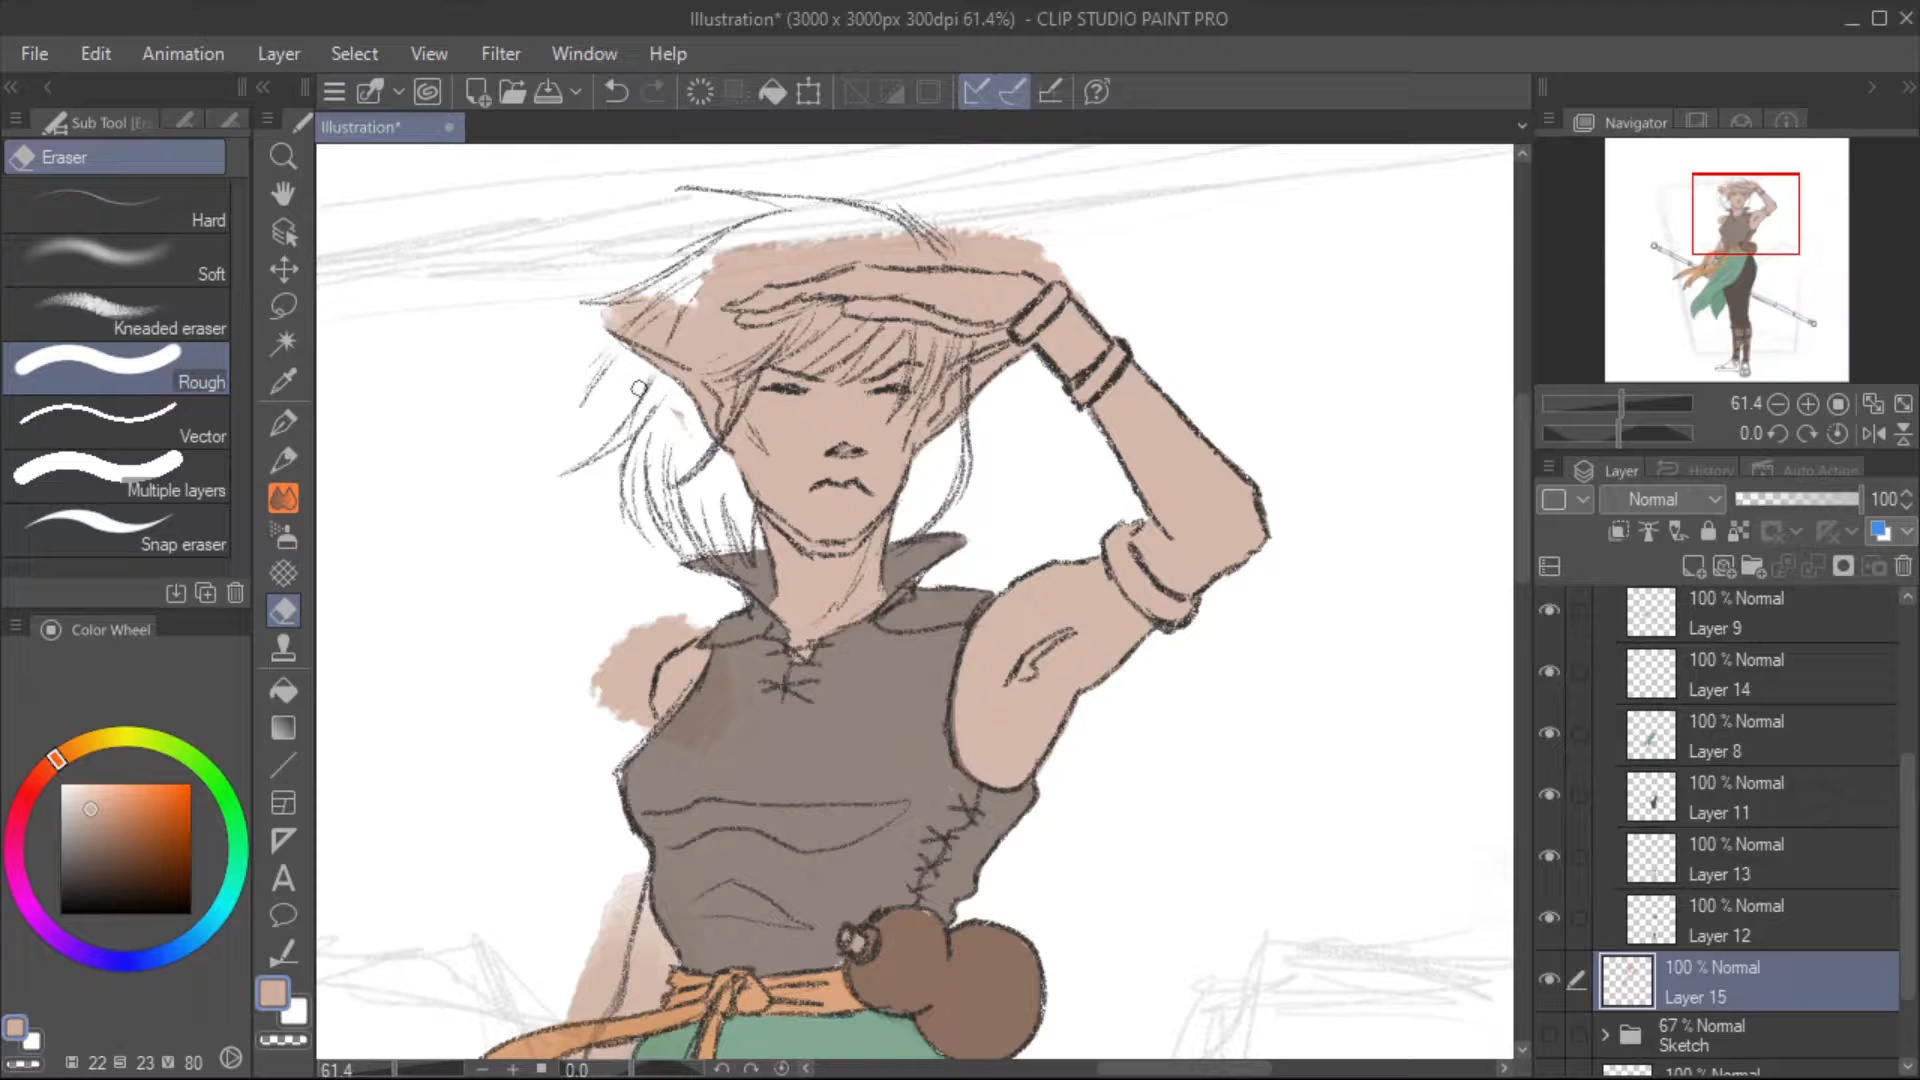 Illustration* (3000 x 3000px 300dpi 61.4%) - CLIP STUDIO PAINT PRO
File Edit Animation Layer Select View Filter Window Help
Sub Tool [Er
Illustration*
Navigator
Eraser
Hard
Soft
Kneaded eraser
Rough
Vector
Multiple layers
Snap eraser
61.4
0.0
Layer History Auto Action
Normal 100
100 % Normal
Layer 9
100 % Normal
Layer 14
100 % Normal
Layer 8
100 % Normal
Layer 11
100 % Normal
Layer 13
100 % Normal
Layer 12
100 % Normal
Layer 15
67 % Normal
Sketch
100 % Normal
Color Wheel
H 22 S 23 V 80
61.4 0.0